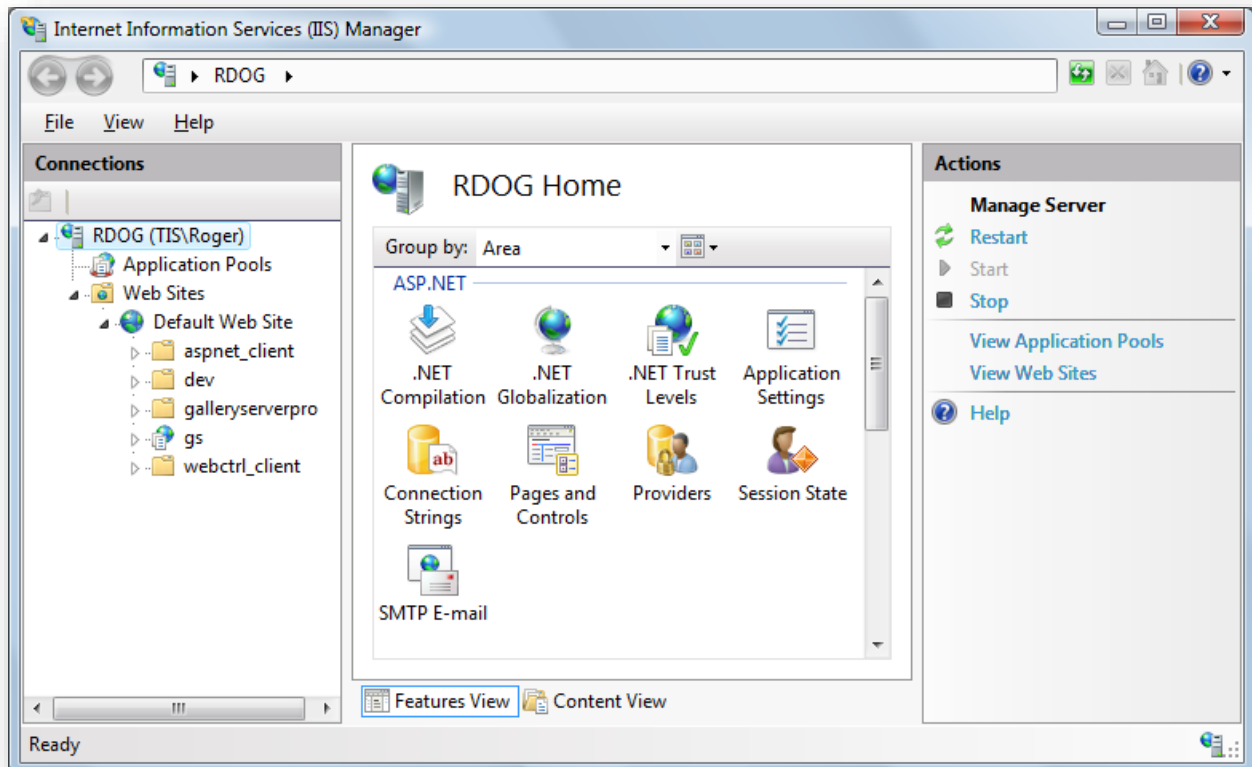 Internet Information Services (IIS) Manager
RDOG
File View Help
Connections
RDOG (TIS\Roger)
Application Pools
Web Sites
Default Web Site
aspnet_client
dev
galleryserverpro
gs
webctrl_client
RDOG Home
Group by: Area
ASP.NET
.NET Compilation
.NET Globalization
.NET Trust Levels
Application Settings
ab
Connection Strings
Pages and Controls
Providers
Session State
SMTP E-mail
Features View
Content View
Actions
Manage Server
Restart
Start
Stop
View Application Pools
View Web Sites
Help
Ready